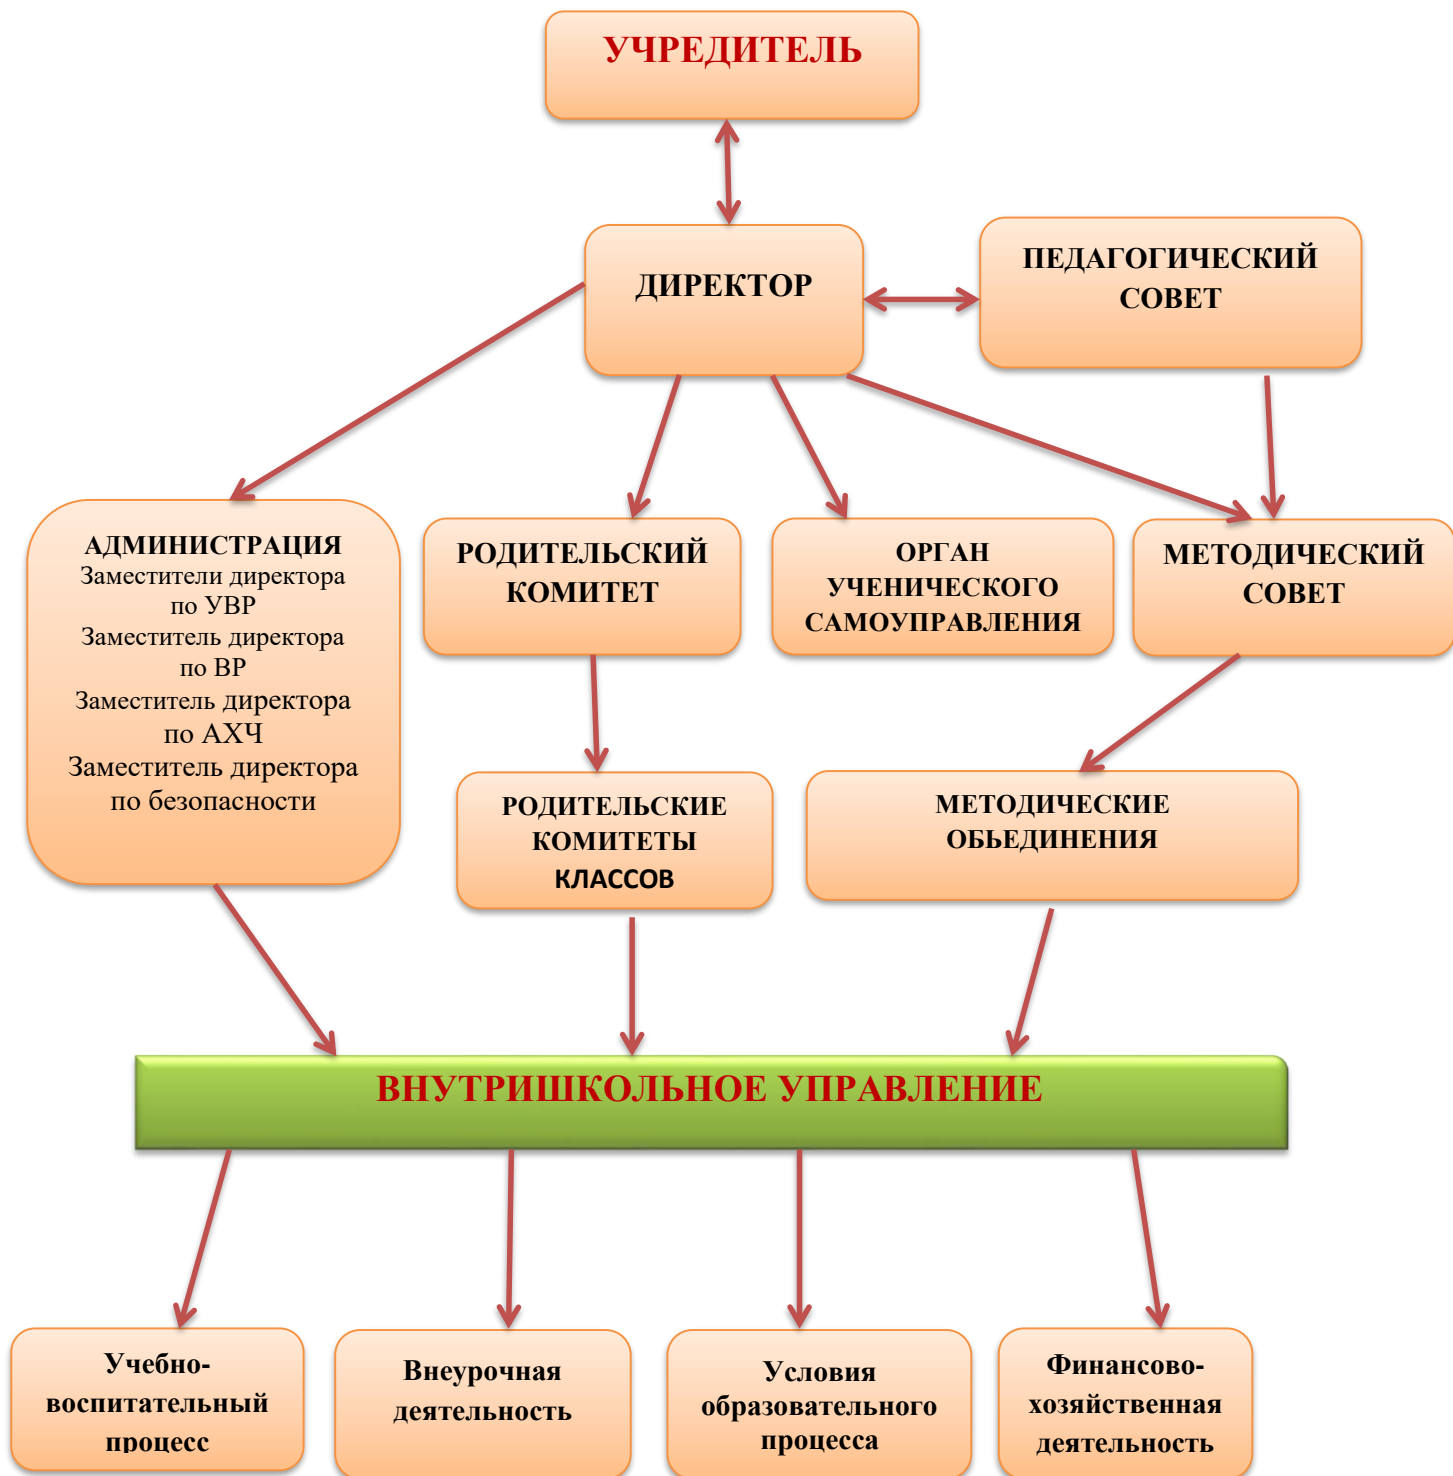 УЧРЕДИТЕЛЬ
ДИРЕКТОР
ПЕДАГОГИЧЕСКИЙ
СОВЕТ
АДМИНИСТРАЦИЯ
Заместители директора
по УВР
Заместитель директора
по ВР
Заместитель директора
по АХЧ
Заместитель директора
по безопасности
РОДИТЕЛЬСКИЙ
КОМИТЕТ
ОРГАН
УЧЕНИЧЕСКОГО
САМОУПРАВЛЕНИЯ
МЕТОДИЧЕСКИЙ
СОВЕТ
РОДИТЕЛЬСКИЕ
КОМИТЕТЫ
КЛАССОВ
МЕТОДИЧЕСКИЕ
ОБЬЕДИНЕНИЯ
ВНУТРИШКОЛЬНОЕ УПРАВЛЕНИЕ
Учебно-
воспитательный
процесс
Внеурочная
деятельность
Условия
образовательного
процесса
Финансово-
хозяйственная
деятельность